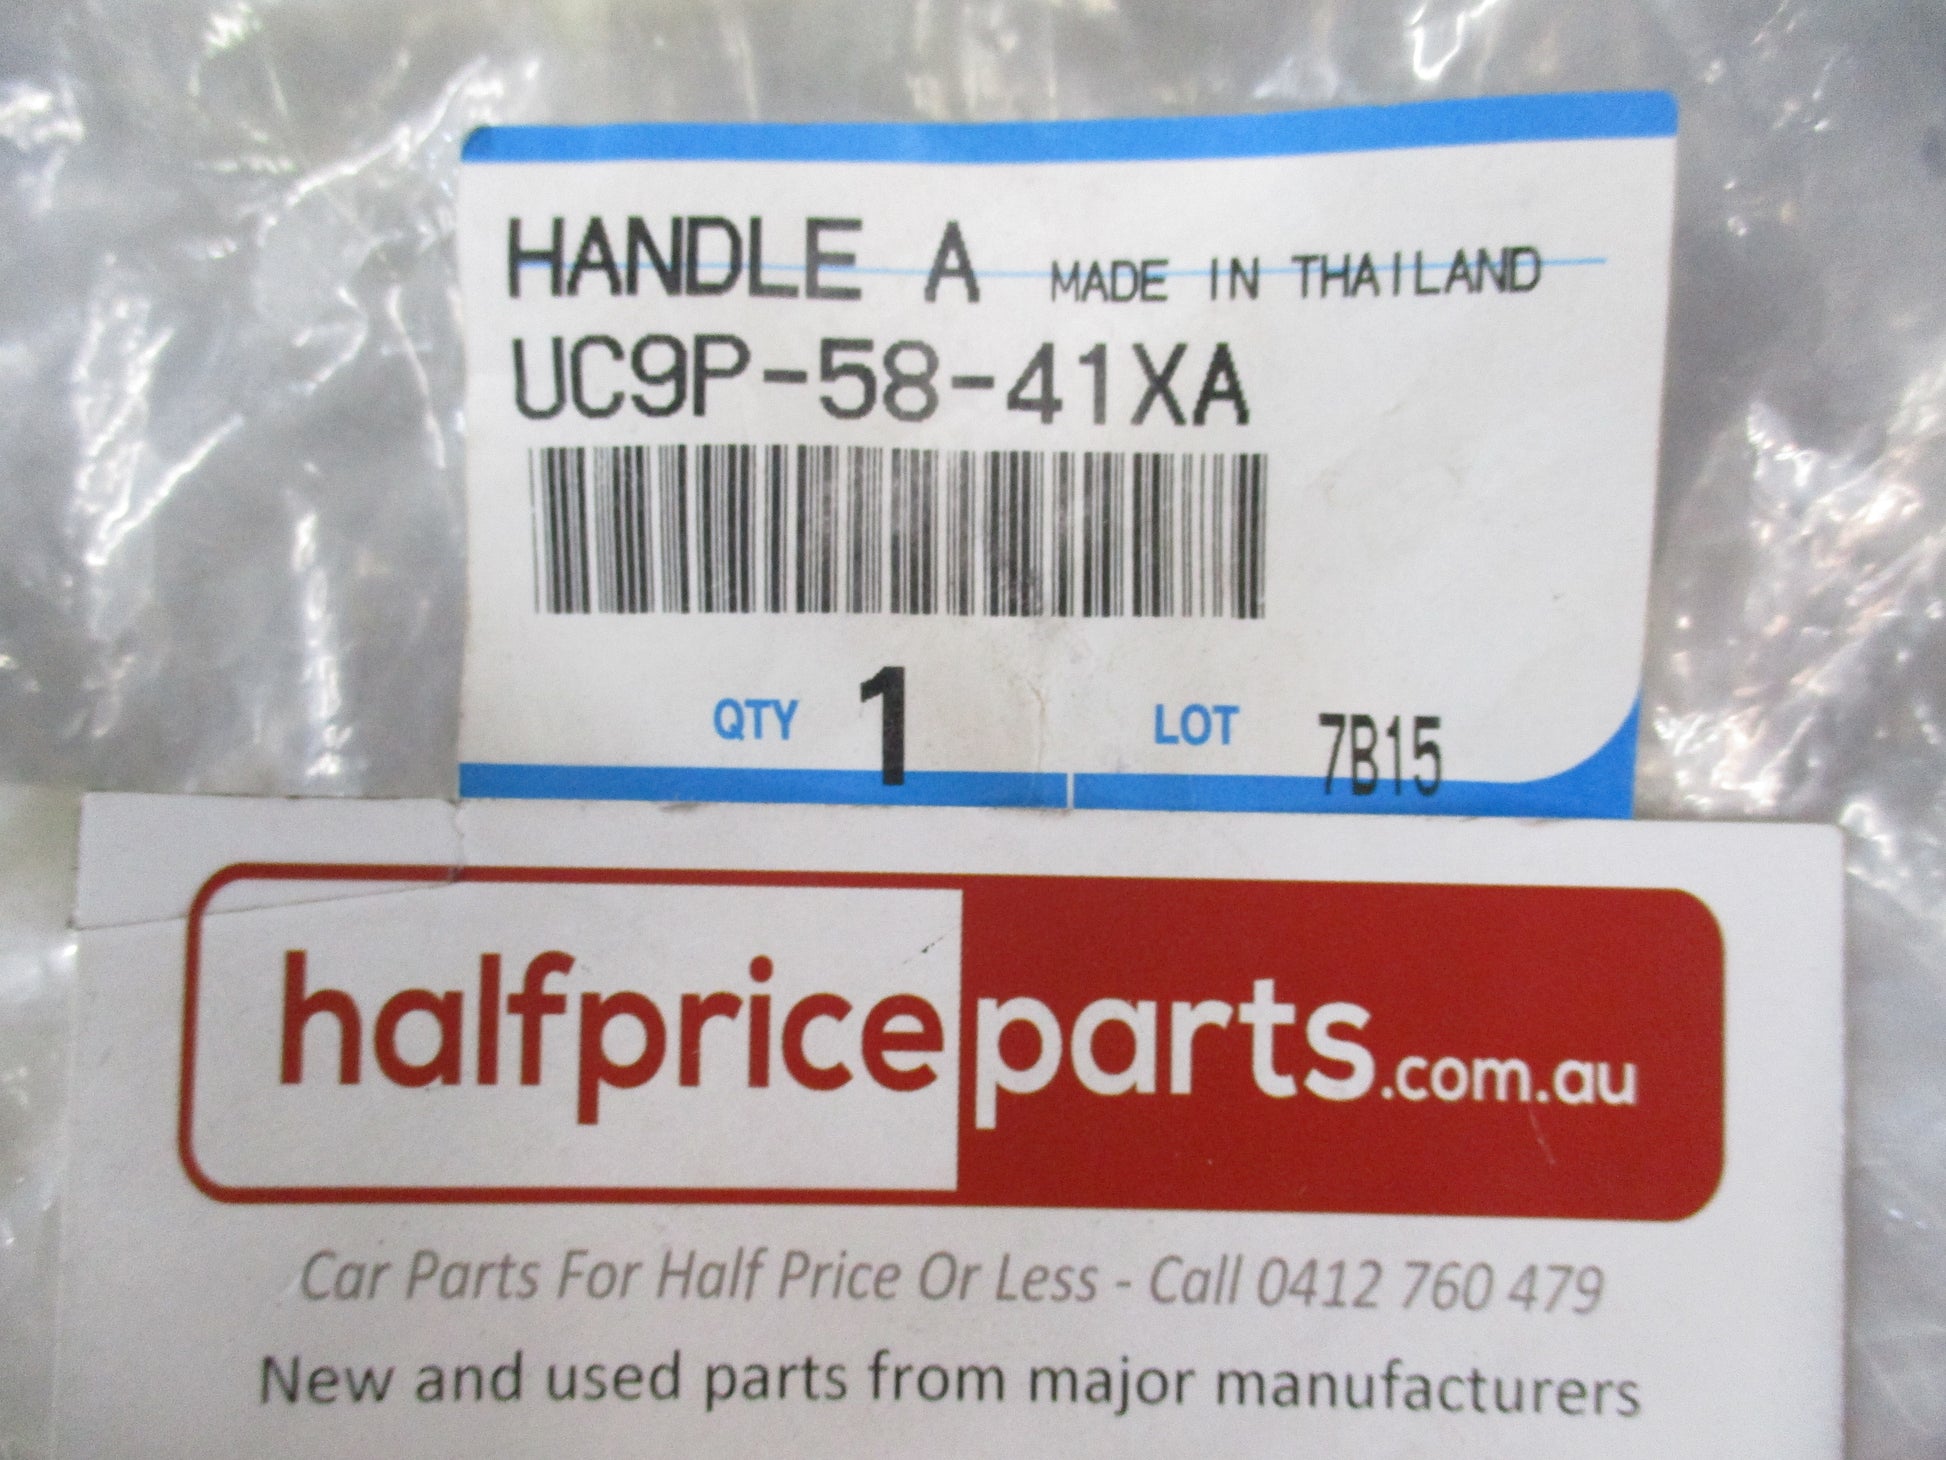 HANDLE A MADE IN THAILAND
UC9P-58-41XA
QTY 1 LOT 7B15
halfpriceparts.com.au
Car Parts For Half Price Or Less - Call 0412 760 479
New and used parts from major manufacturers